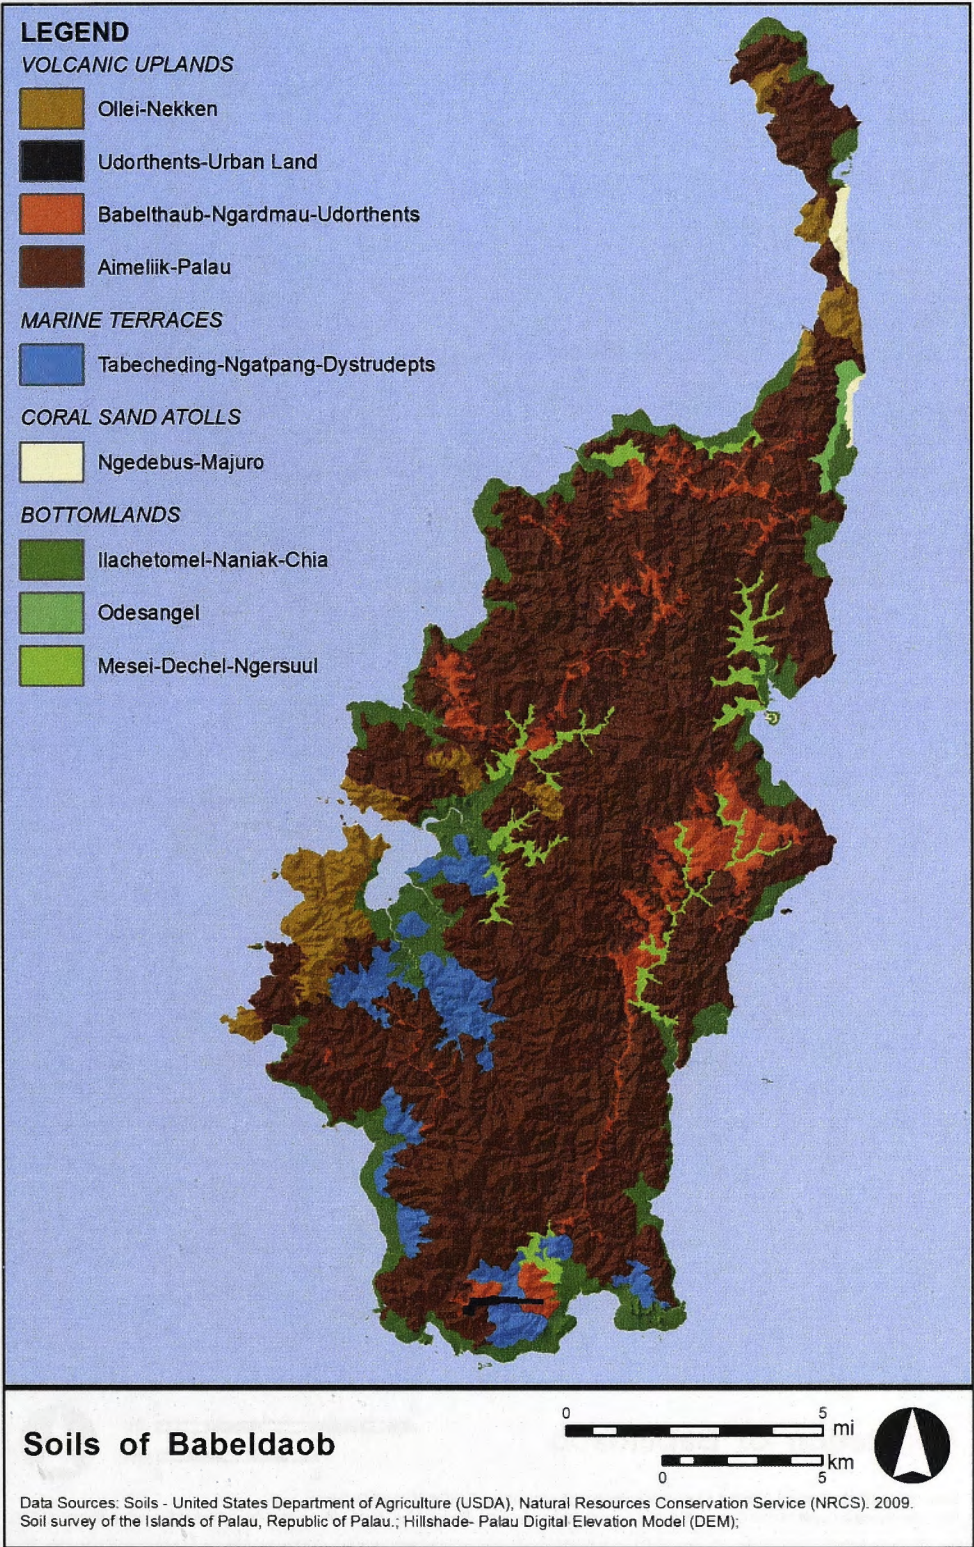 LEGEND
VOLCANIC UPLANDS
Ollei-Nekken
Udorthents-Urban Land
Babelthaub-Ngardmau-Udorthents
Aimeliik-Palau
MARINE TERRACES
Tabecheding-Ngatpang-Dystrudepts
CORAL SAND ATOLLS
Ngedebus-Majuro
BOTTOMLANDS
Ilachetomel-Naniak-Chia
Odesangel
Mesei-Dechel-Ngersuul
Soils of Babeldaob
0 5 mi
km
0 5
Data Sources: Soils - United States Department of Agriculture (USDA), Natural Resources Conservation Service (NRCS). 2009.
Soil survey of the Islands of Palau, Republic of Palau.; Hillshade- Palau Digital Elevation Model (DEM);